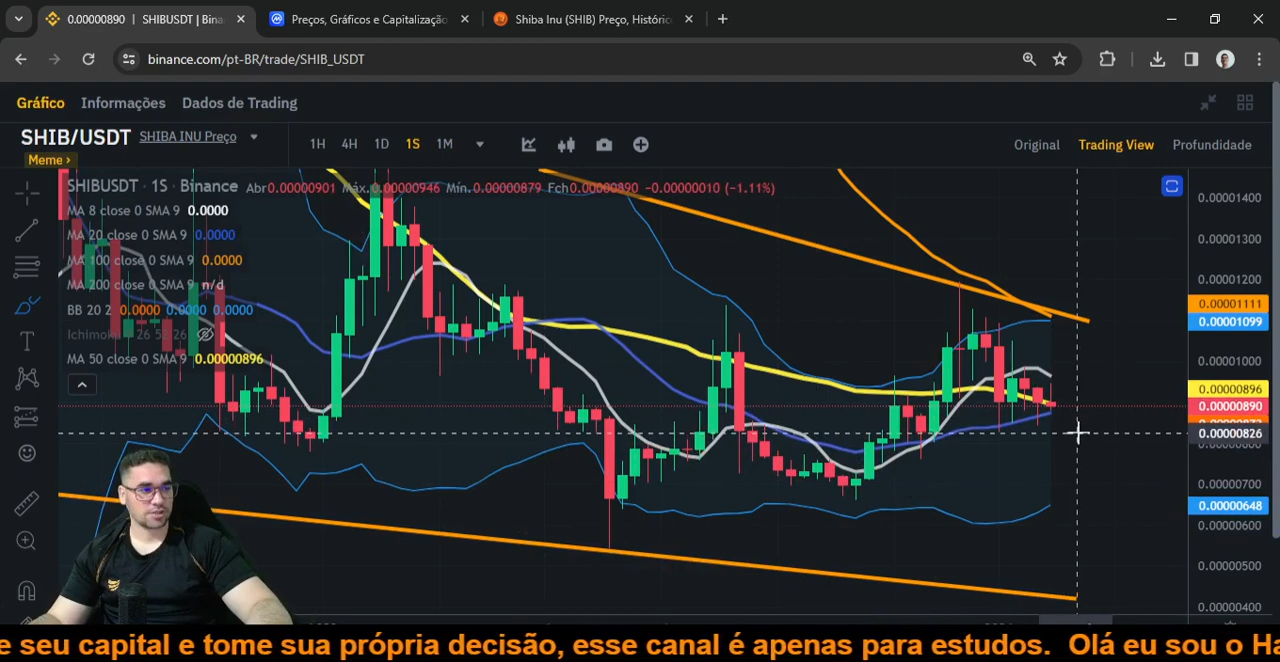 0.00000890 | SHIBUSDT | Bina
Preços, Gráficos e Capitalização
Shiba Inu (SHIB) Preço, Históric
binance.com/pt-BR/trade/SHIB_USDT
Gráfico Informações Dados de Trading
SHIB/USDT SHIBA INU Preço
Meme ›
1H 4H 1D 1S 1M
Original Trading View Profundidade
SHIBUSDT · 1S · Binance Abr0.00000901 Máx.0.00000946 Mín.0.00000879 Fch0.00000890 −0.00000010 (−1.11%)
MA 8 close 0 SMA 9 0.0000
MA 20 close 0 SMA 9 0.0000
MA 100 close 0 SMA 9 0.0000
MA 200 close 0 SMA 9 n/d
BB 20 2 0.0000 0.0000 0.0000
26 26
MA 50 close 0 SMA 9 0.00000896
0.00001400
0.00001300
0.00001200
0.00001111
0.00001099
0.00001000
0.00000896
0.00000890
0.00000826
0.00000700
0.00000648
0.00000600
0.00000500
0.00000400
e seu capital e tome sua própria decisão, esse canal é apenas para estudos. Olá eu sou o Ha